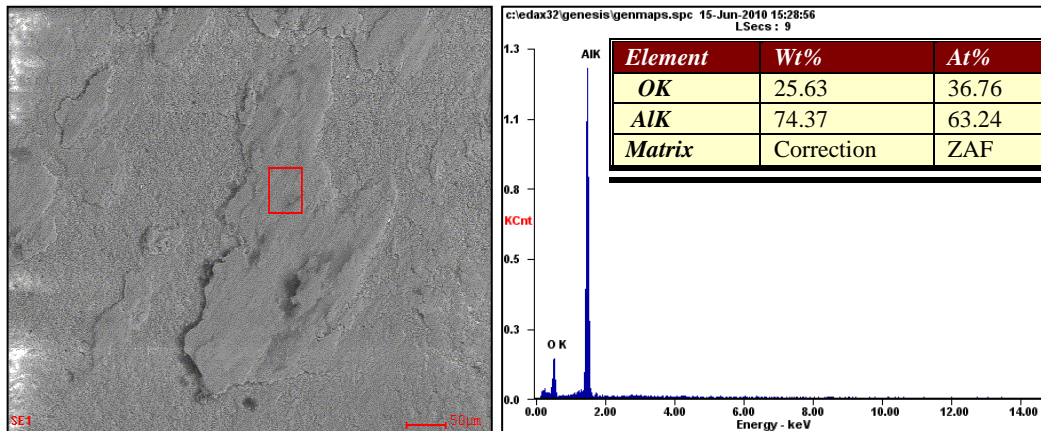 SE1
50µm
c:\edax32\genesis\genmaps.spc 15-Jun-2010 15:28:56
LSecs : 9
1.3
1.1
0.8
KCnt
0.5
0.3
0.0
AlK
O K
Element Wt% At%
OK 25.63 36.76
AlK 74.37 63.24
Matrix Correction ZAF
0.00 2.00 4.00 6.00 8.00 10.00 12.00 14.00
Energy - keV